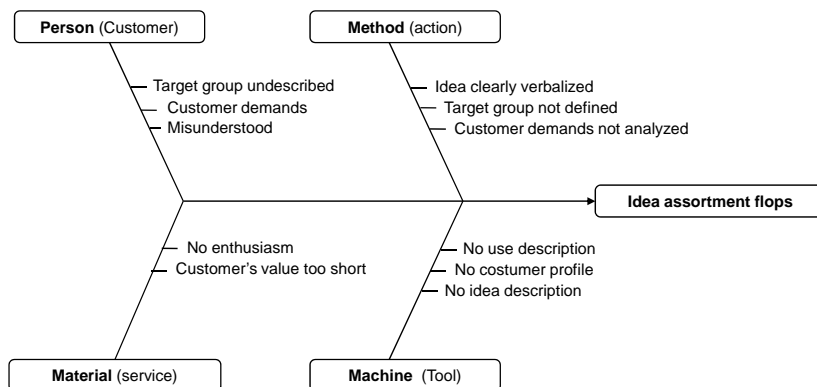 Person (Customer)
Method (action)
Target group undescribed
Customer demands
Misunderstood
Idea clearly verbalized
Target group not defined
Customer demands not analyzed
Idea assortment flops
No enthusiasm
Customer's value too short
No use description
No costumer profile
No idea description
Material (service)
Machine (Tool)